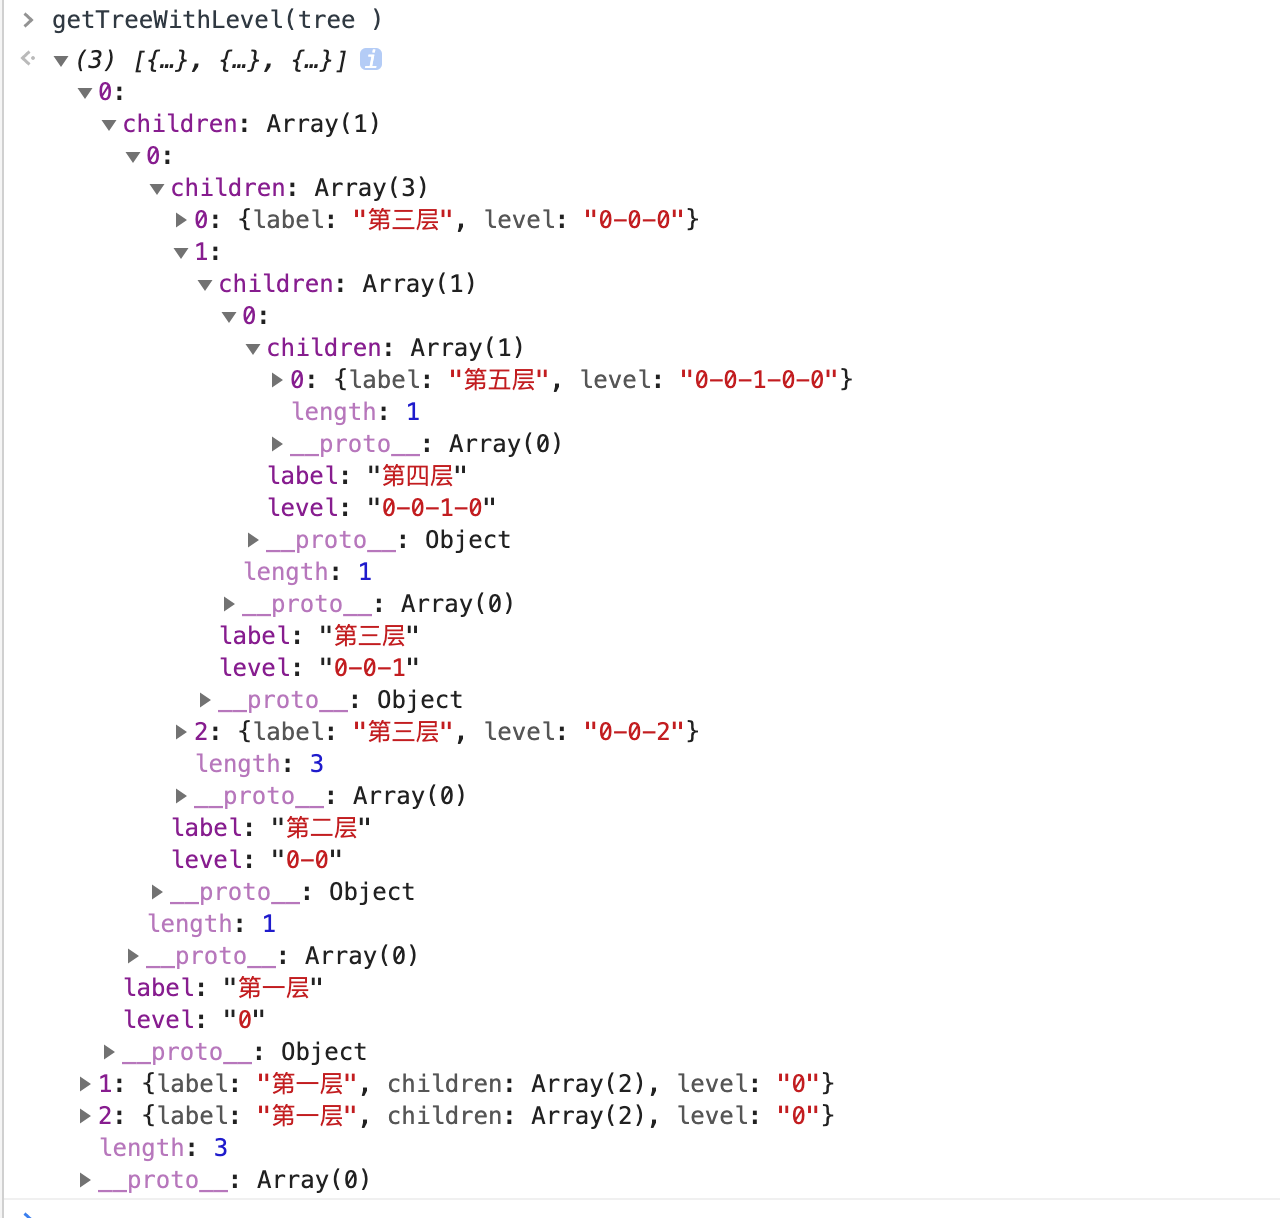 > getTreeWithLevel(tree )
(3) [{…}, {…}, {…}] i
0:
children: Array(1)
0:
children: Array(3)
0: {label: "第三层", level: "0-0-0"}
1:
children: Array(1)
0:
children: Array(1)
0: {label: "第五层", level: "0-0-1-0-0"}
length: 1
__proto__: Array(0)
label: "第四层"
level: "0-0-1-0"
__proto__: Object
length: 1
__proto__: Array(0)
label: "第三层"
level: "0-0-1"
__proto__: Object
2: {label: "第三层", level: "0-0-2"}
length: 3
__proto__: Array(0)
label: "第二层"
level: "0-0"
__proto__: Object
length: 1
__proto__: Array(0)
label: "第一层"
level: "0"
__proto__: Object
1: {label: "第一层", children: Array(2), level: "0"}
2: {label: "第一层", children: Array(2), level: "0"}
length: 3
__proto__: Array(0)